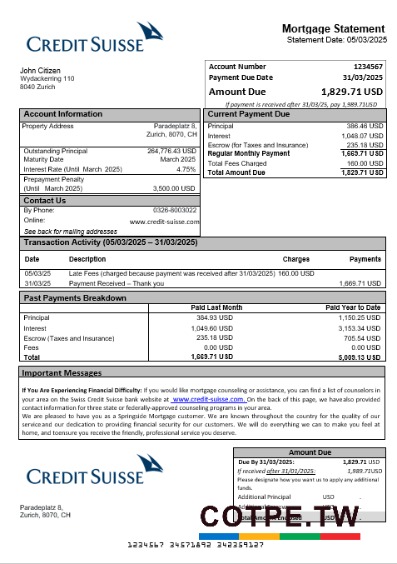 Mortgage Statement
CREDIT SUISSE
Statement Date: 05/03/2025
John Citizen
Wydackerring 110
8040 Zurich
Account Number 1234567
Payment Due Date 31/03/2025
Amount Due 1,829.71 USD
If payment is received after 31/03/25, pay 1,989.71USD
Account Information
Property Address Paradeplatz 8,
Zurich, 8070, CH
Outstanding Principal 264,776.43 USD
Maturity Date March 2025
Interest Rate (Until March 2025) 4.75%
Prepayment Penalty
(Until March 2025) 3,500.00 USD
Contact Us
By Phone: 0326-8003022
Online: www.credit-suisse.com
See back for mailing addresses
Current Payment Due
Principal 386.46 USD
Interest 1,048.07 USD
Escrow (for Taxes and Insurance) 235.18 USD
Regular Monthly Payment 1,669.71 USD
Total Fees Charged 160.00 USD
Total Amount Due 1,829.71 USD
Transaction Activity (05/03/2025 – 31/03/2025)
Date Description Charges Payments
05/03/25 Late Fees (charged because payment was received after 31/03/2025) 160.00 USD
31/03/25 Payment Received – Thank you 1,669.71 USD
Past Payments Breakdown
Paid Last Month Paid Year to Date
Principal 384.93 USD 1,150.25 USD
Interest 1,049.60 USD 3,153.34 USD
Escrow (Taxes and Insurance) 235.18 USD 705.54 USD
Fees 0.00 USD 0.00 USD
Total 1,669.71 USD 5,009.13 USD
Important Messages
If You Are Experiencing Financial Difficulty: If you would like mortgage counseling or assistance, you can find a list of counselors in
your area on the Swiss Credit Suisse bank website at www.credit-suisse.com. On the back of this page, we have also provided
contact information for three state or federally-approved counseling programs in your area.
We are pleased to have you as a Springside Mortgage customer. We are known throughout the country for the quality of our
service and our dedication to providing financial security for our customers. We will do everything we can to make you feel at
home, and to ensure you receive the friendly, professional service you deserve.
CREDIT SUISSE
Paradeplatz 8,
Zurich, 8070, CH
Amount Due
Due By 31/03/2025: 1,829.71 USD
If received after 31/01/2025: 1,989.71USD
Please designate how you want us to apply any additional
funds.
Additional Principal USD .
COTPE.TW
1234567 34571892 342359127